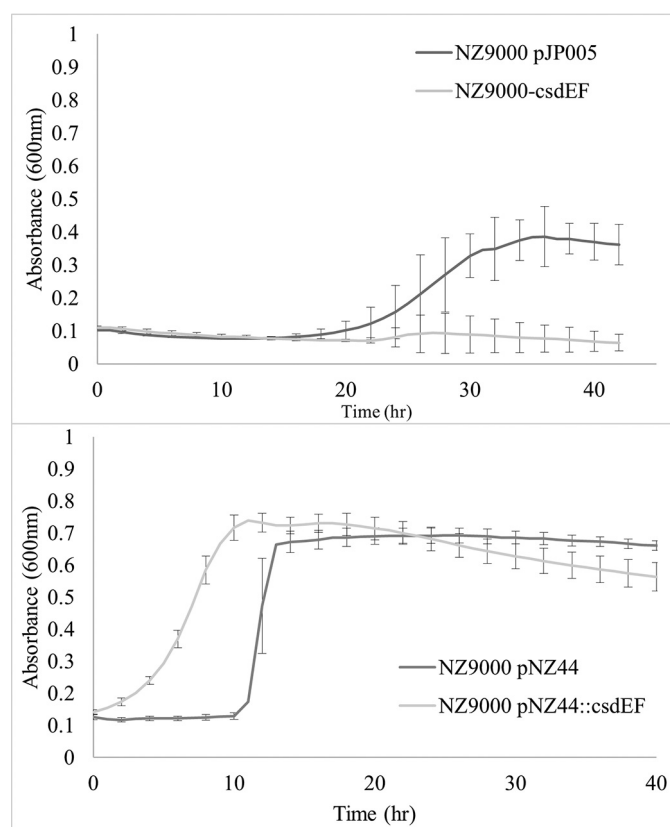 1
0.9
0.8
0.7
0.6
0.5
0.4
0.3
0.2
0.1
0
Absorbance (600nm)
NZ9000 pJP005
NZ9000-csdEF
0 10 20 30 40
Time (hr)
1
0.9
0.8
0.7
0.6
0.5
0.4
0.3
0.2
0.1
0
Absorbance (600nm)
NZ9000 pNZ44
NZ9000 pNZ44::csdEF
0 10 20 30 40
Time (hr)